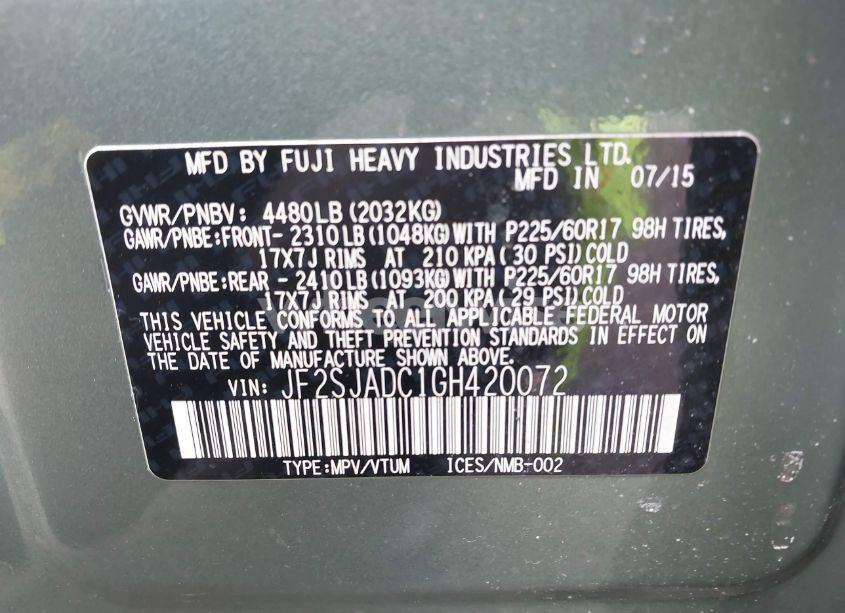 MFD BY FUJI HEAVY INDUSTRIES LTD.
MFD IN 07/15
GVWR/PNBV: 4480LB (2032KG)
GAWR/PNBE:FRONT- 2310LB (1048KG)WITH P225/60R17 98H TIRES,
17X7J RIMS AT 210 KPA ( 30 PSI)COLD
GAWR/PNBE:REAR - 2410LB (1093KG)WITH P225/60R17 98H TIRES,
17X7J RIMS AT 200 KPA (29 PSI)COLD
THIS VEHICLE CONFORMS TO ALL APPLICABLE FEDERAL MOTOR
VEHICLE SAFETY AND THEFT PREVENTION STANDARDS IN EFFECT ON
THE DATE OF MANUFACTURE SHOWN ABOVE.
VIN: JF2SJADC1GH420072
TYPE:MPV/VTUM ICES/NMB-002